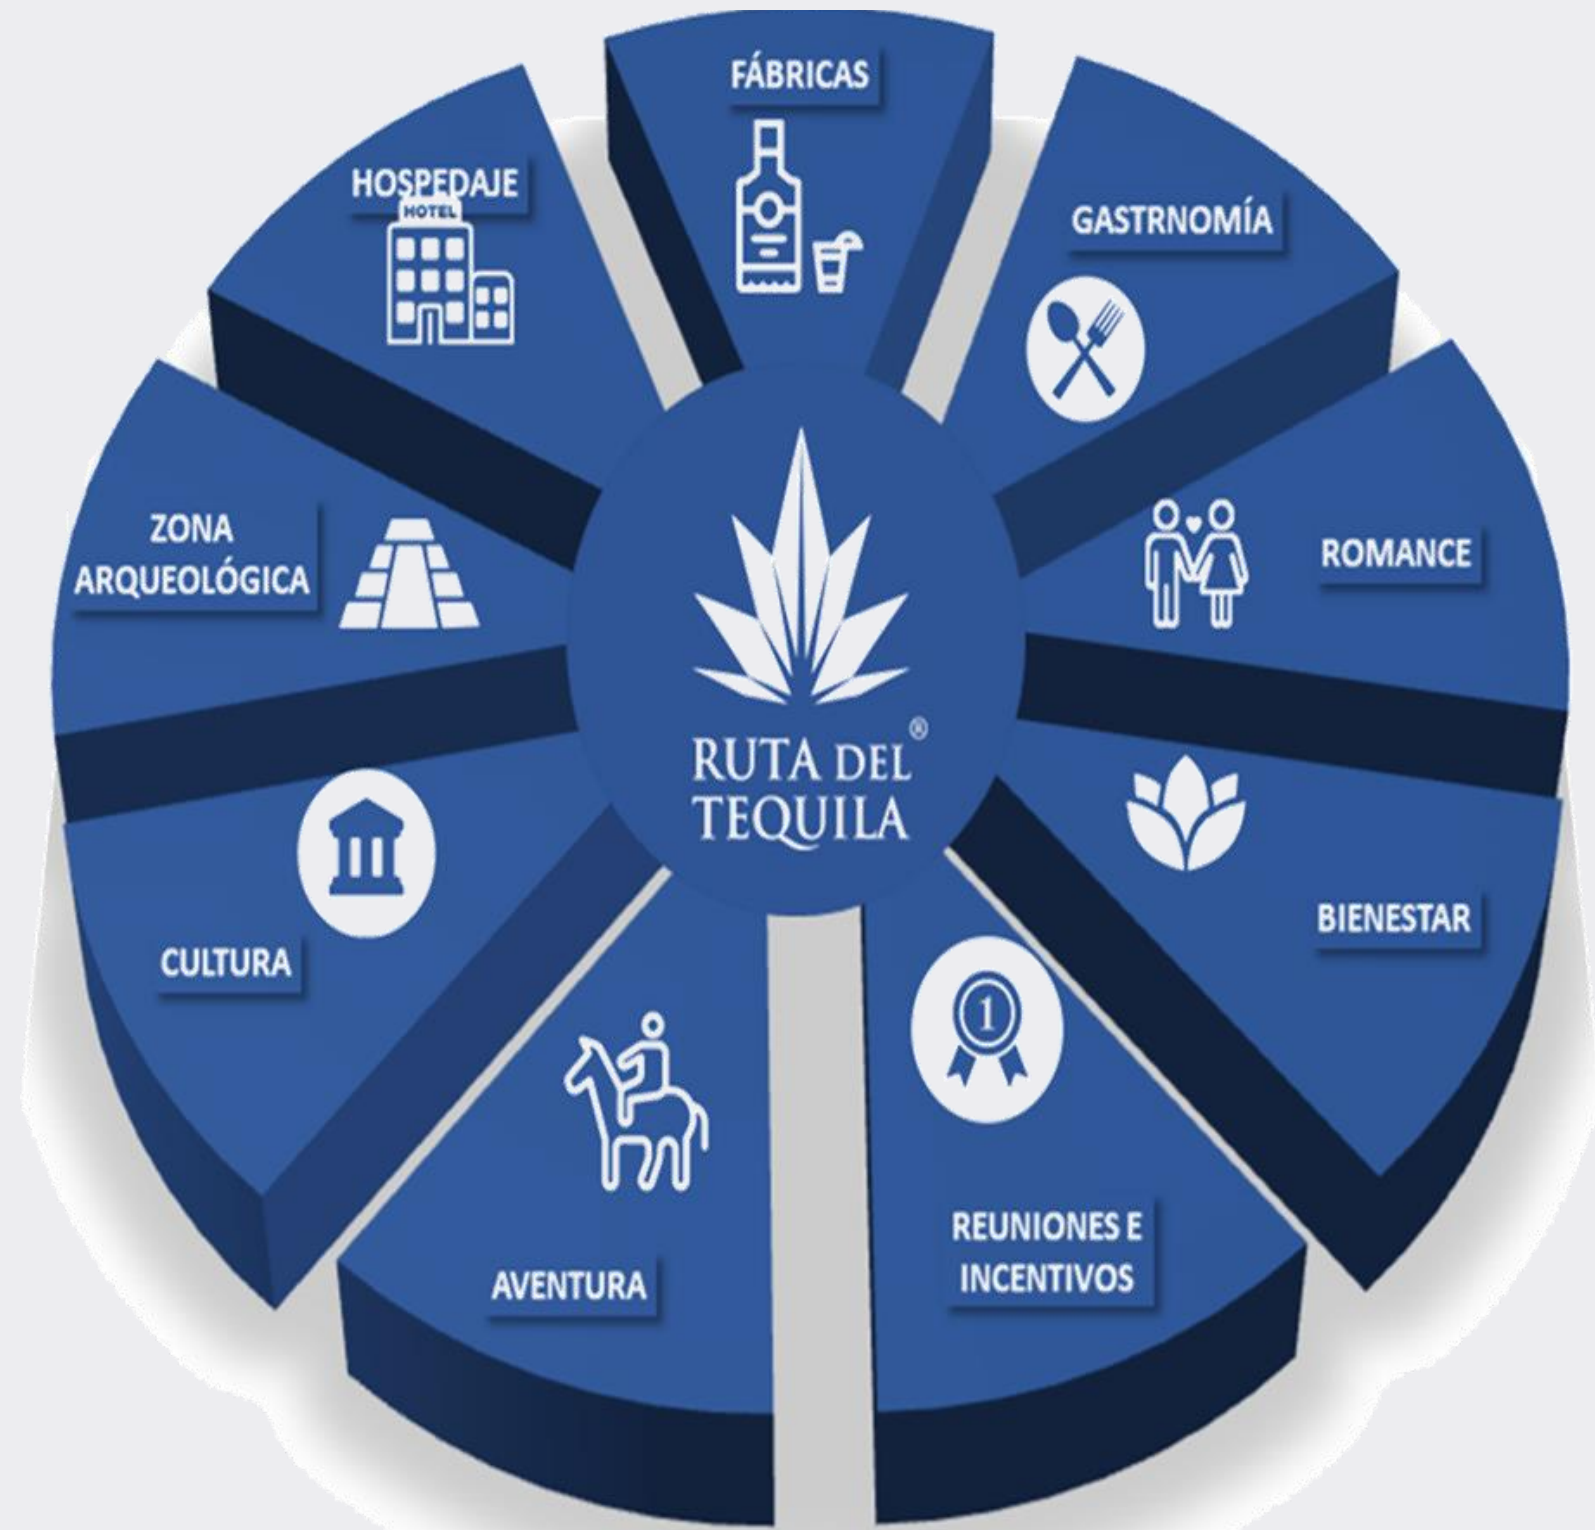 FÁBRICAS
GASTRNOMÍA
ROMANCE
BIENESTAR
REUNIONES E
INCENTIVOS
1
AVENTURA
CULTURA
ZONA
ARQUEOLÓGICA
HOSPEDAJE
HOTEL
RUTA DEL®
TEQUILA